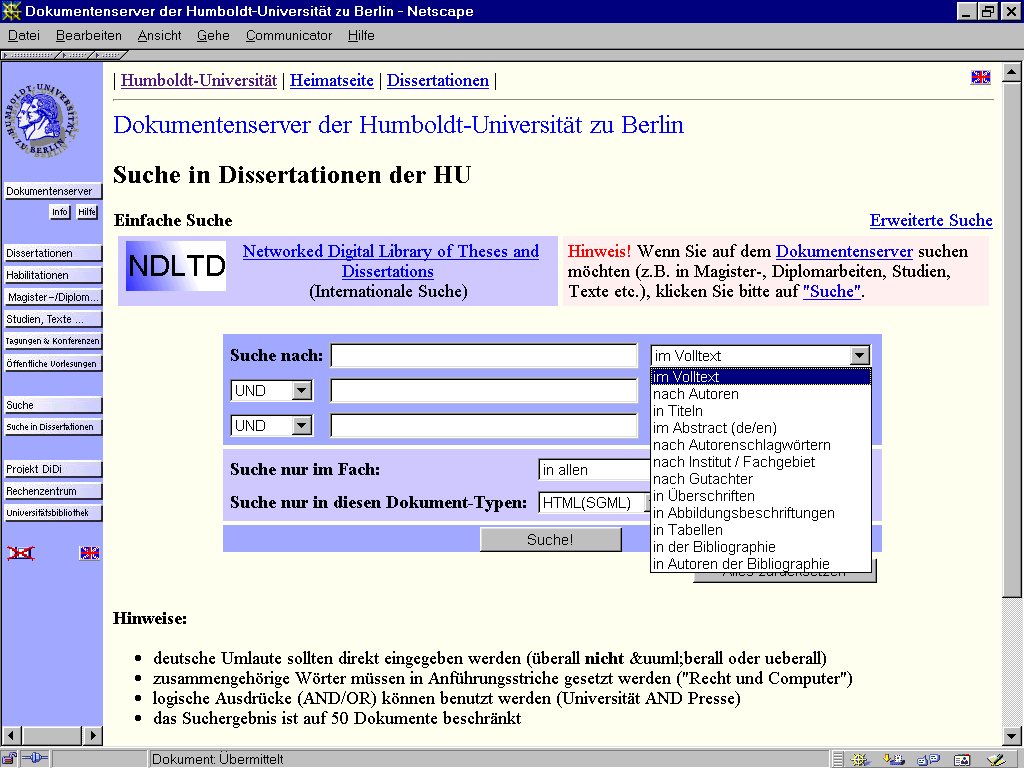 Dokumentenserver der Humboldt-Universität zu Berlin - Netscape
Datei Bearbeiten Ansicht Gehe Communicator Hilfe
| Humboldt-Universität | Heimatseite | Dissertationen |
HUMBOLDT-UNIVERSITÄT ZU BERLIN
Dokumentenserver der Humboldt-Universität zu Berlin
Suche in Dissertationen der HU
Dokumentenserver
Info Hilfe
Dissertationen
Habilitationen
Magister-/Diplom...
Studien, Texte ...
Tagungen & Konferenzen
Öffentliche Vorlesungen
Suche
Suche in Dissertationen
Projekt DiDi
Rechenzentrum
Universitätsbibliothek
Einfache Suche Erweiterte Suche
NDLTD
Networked Digital Library of Theses and
Dissertations
(Internationale Suche)
Hinweis! Wenn Sie auf dem Dokumentenserver suchen
möchten (z.B. in Magister-, Diplomarbeiten, Studien,
Texte etc.), klicken Sie bitte auf "Suche".
Suche nach: im Volltext
UND
UND
im Volltext
nach Autoren
in Titeln
im Abstract (de/en)
nach Autorenschlagwörtern
nach Institut / Fachgebiet
nach Gutachter
in Überschriften
in Abbildungsbeschriftungen
in Tabellen
in der Bibliographie
in Autoren der Bibliographie
Suche nur im Fach: in allen
Suche nur in diesen Dokument-Typen: HTML(SGML)
Suche!
Alles zurücksetzen
Hinweise:
deutsche Umlaute sollten direkt eingegeben werden (überall nicht &uuml;berall oder ueberall)
zusammengehörige Wörter müssen in Anführungsstriche gesetzt werden ("Recht und Computer")
logische Ausdrücke (AND/OR) können benutzt werden (Universität AND Presse)
das Suchergebnis ist auf 50 Dokumente beschränkt
Dokument: Übermittelt